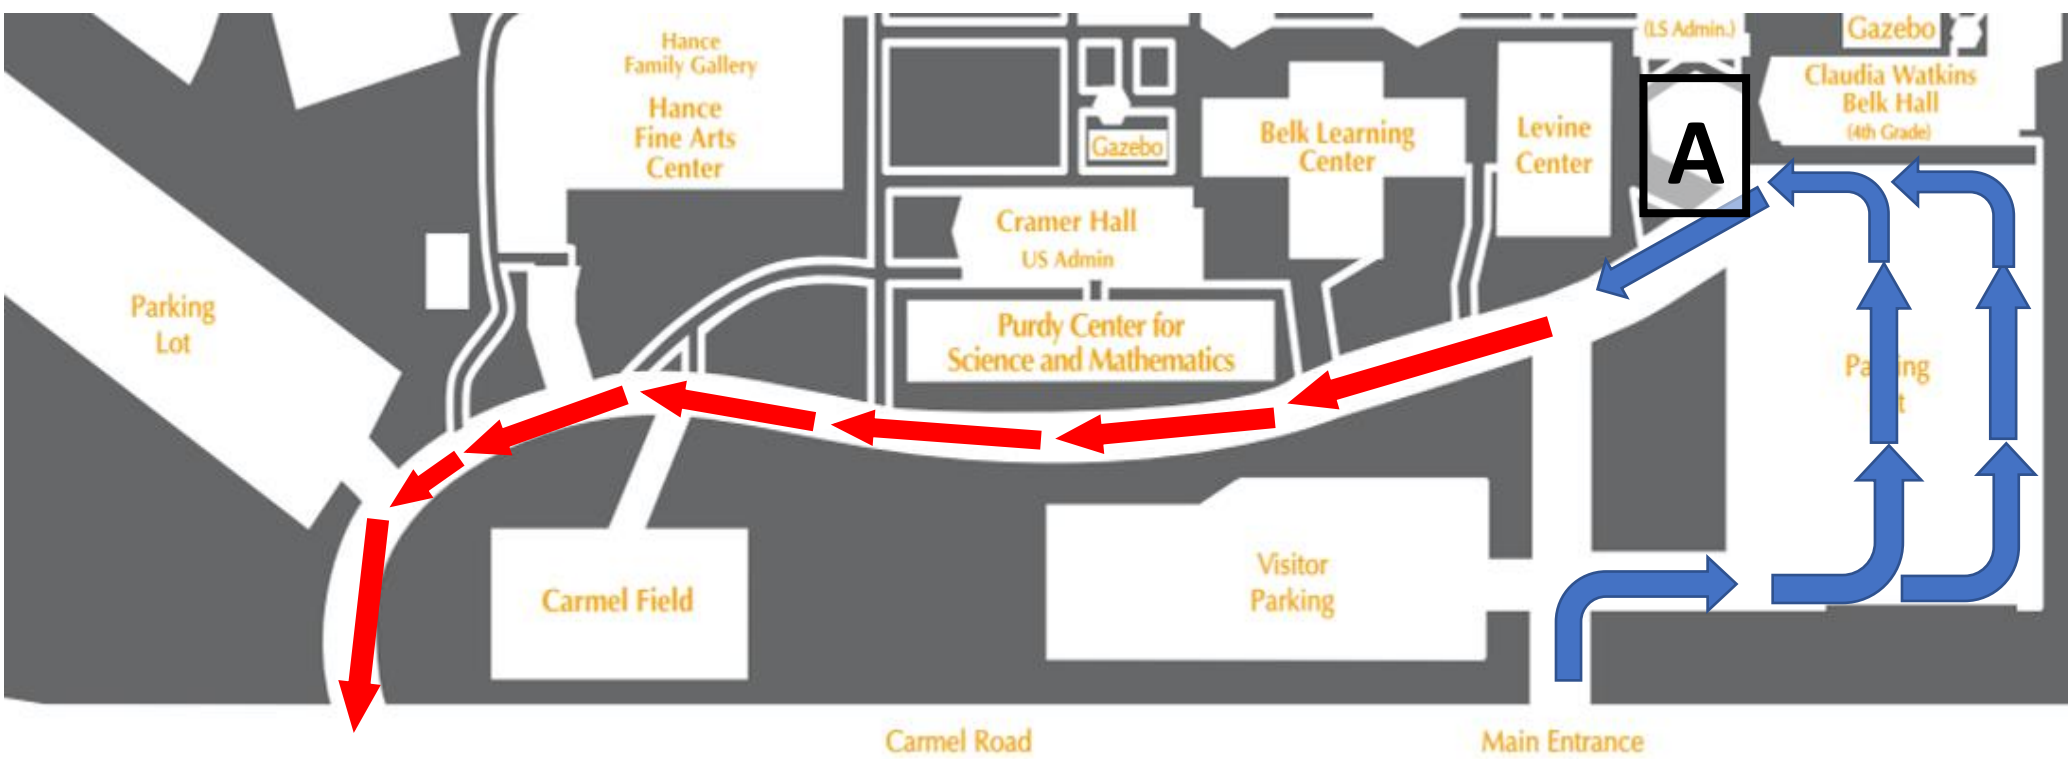 Hance
Family Gallery
Hance
Fine Arts
Center
Gazebo
Belk Learning
Center
Levine
Center
(LS Admin.)
A
Gazebo
Claudia Watkins
Belk Hall
(4th Grade)
Cramer Hall
US Admin
Purdy Center for
Science and Mathematics
Parking
Lot
Carmel Field
Visitor
Parking
Carmel Road
Main Entrance